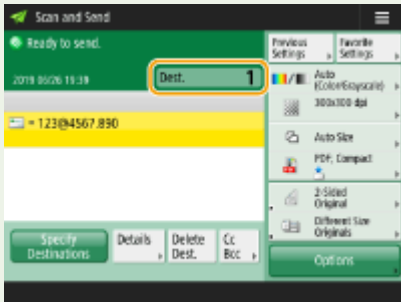 Scan and Send
Ready to send.
2019 06/26 19:39
Dest. 1
= 123@4567.890
Specify
Destinations
Details
Delete
Dest.
Cc
Bcc
Previous
Settings
Favorite
Settings
Auto
(Color/Grayscale)
300x300 dpi
Auto Size
PDF; Compact
2-Sided
Original
Different Size
Originals
Options